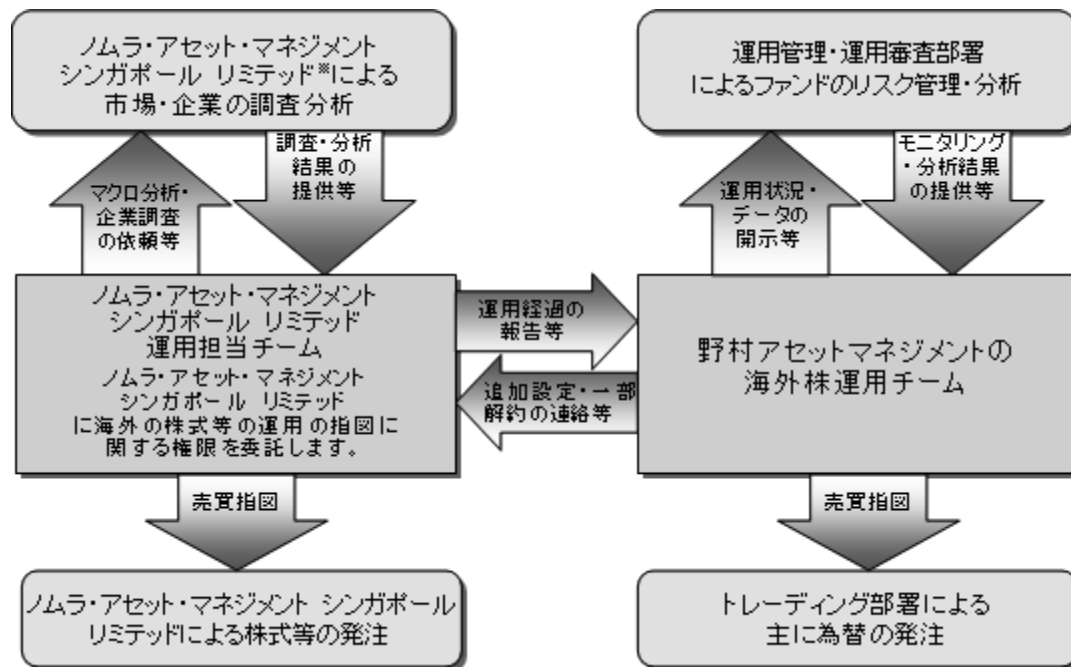 ノムラ・アセット・マネジメント
シンガポール リミテッド※による
市場・企業の調査分析
運用管理・運用審査部署
によるファンドのリスク管理・分析
マクロ分析・
企業調査
の依頼等
調査・分析
結果の
提供等
運用状況・
データの
開示等
モニタリング
・分析結果
の提供等
ノムラ・アセット・マネジメント
シンガポール リミテッド
運用担当チーム
ノムラ・アセット・マネジメント
シンガポール リミテッド
に海外の株式等の運用の指図に
関する権限を委託します。
運用経過の
報告等
追加設定・一部
解約の連絡等
野村アセットマネジメントの
海外株運用チーム
売買指図
売買指図
ノムラ・アセット・マネジメント シンガポール
リミテッドによる株式等の発注
トレーディング部署による
主に為替の発注